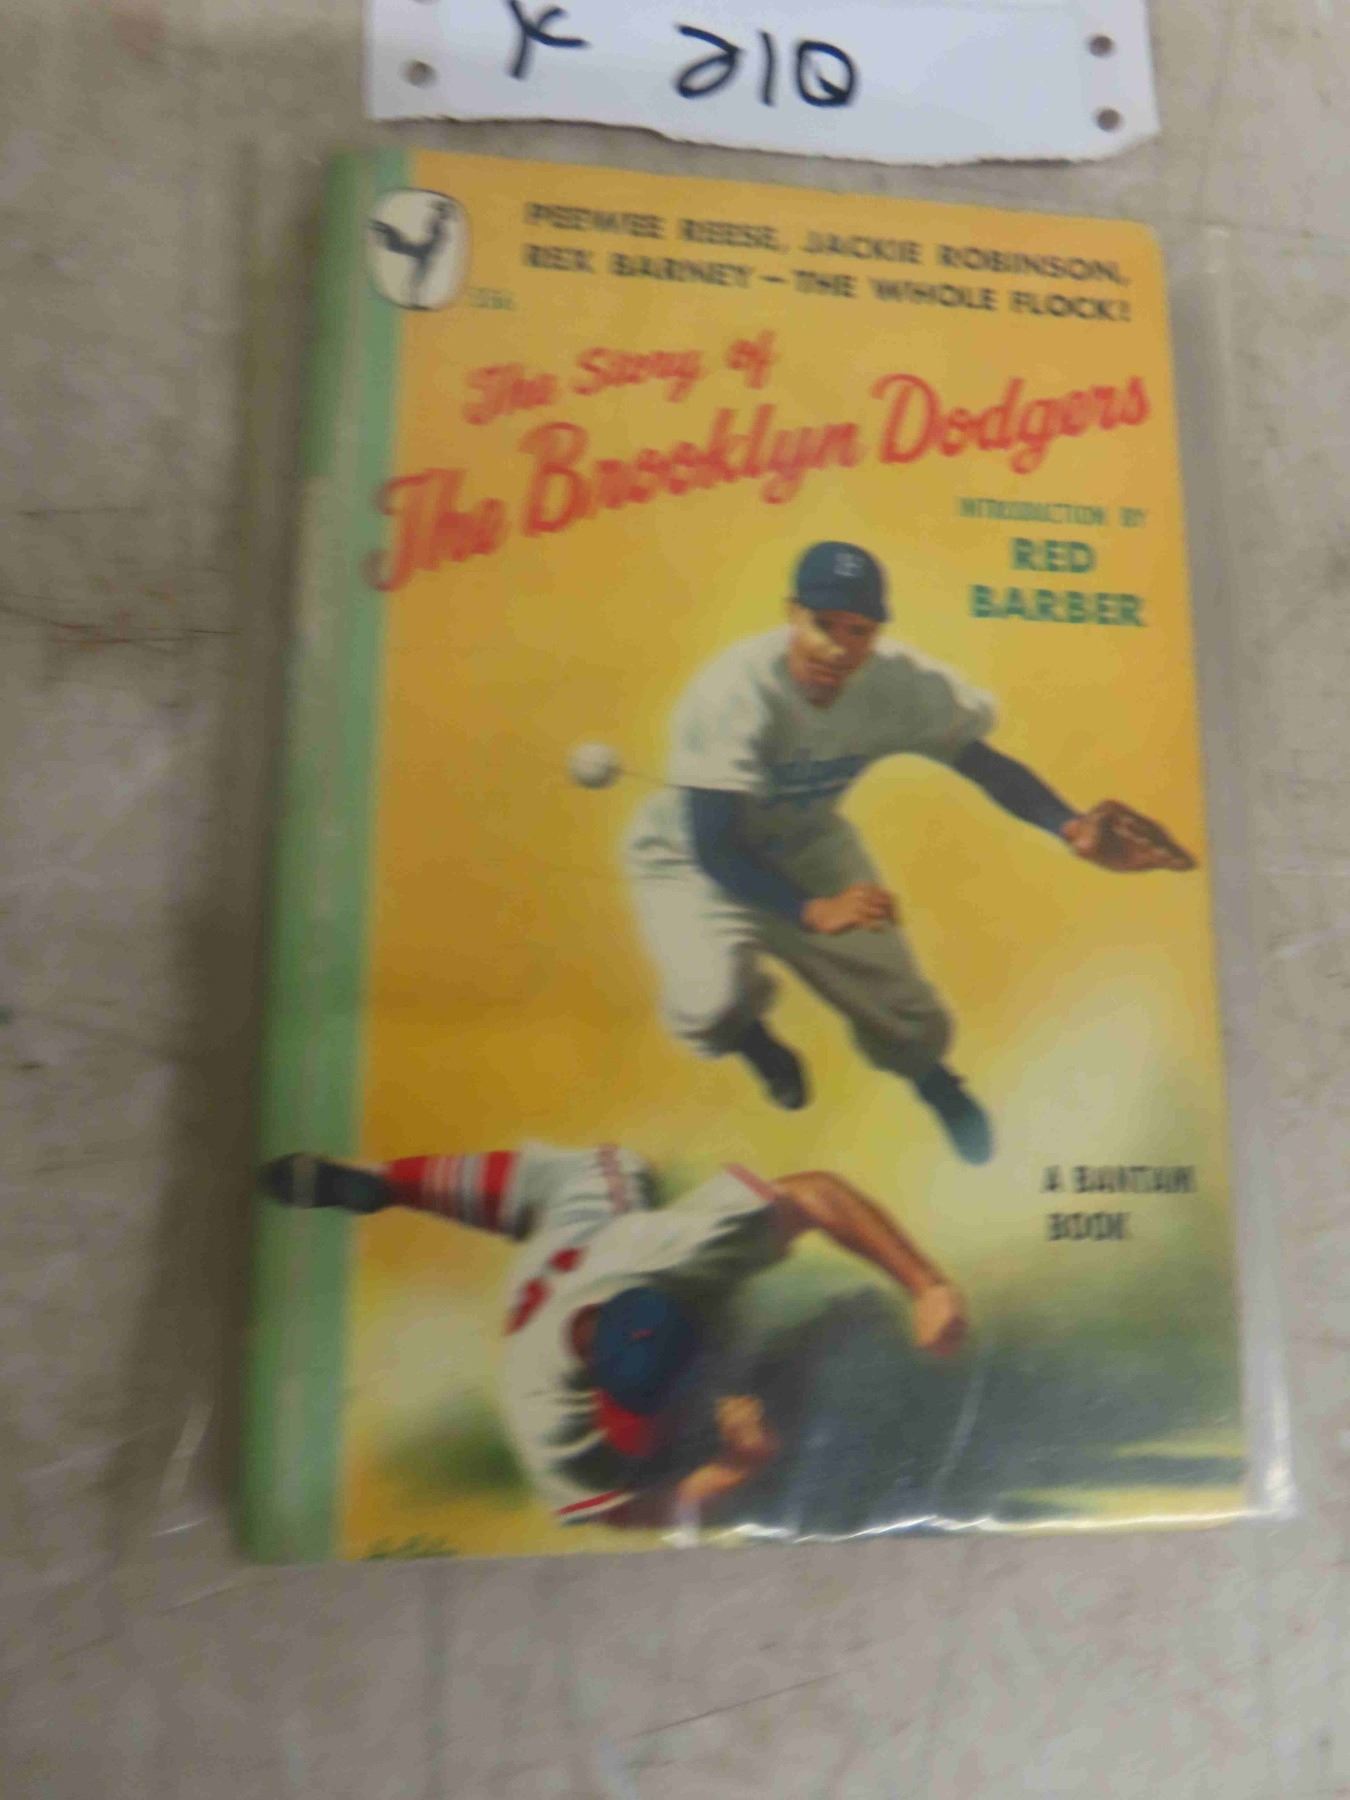 X 210
PEEWEE REESE, JACKIE ROBINSON,
REX BARNEY - THE WHOLE FLOCK!
The Story of
The Brooklyn Dodgers
INTRODUCTION BY
RED
BARBER
B
A BANTAM
BOOK